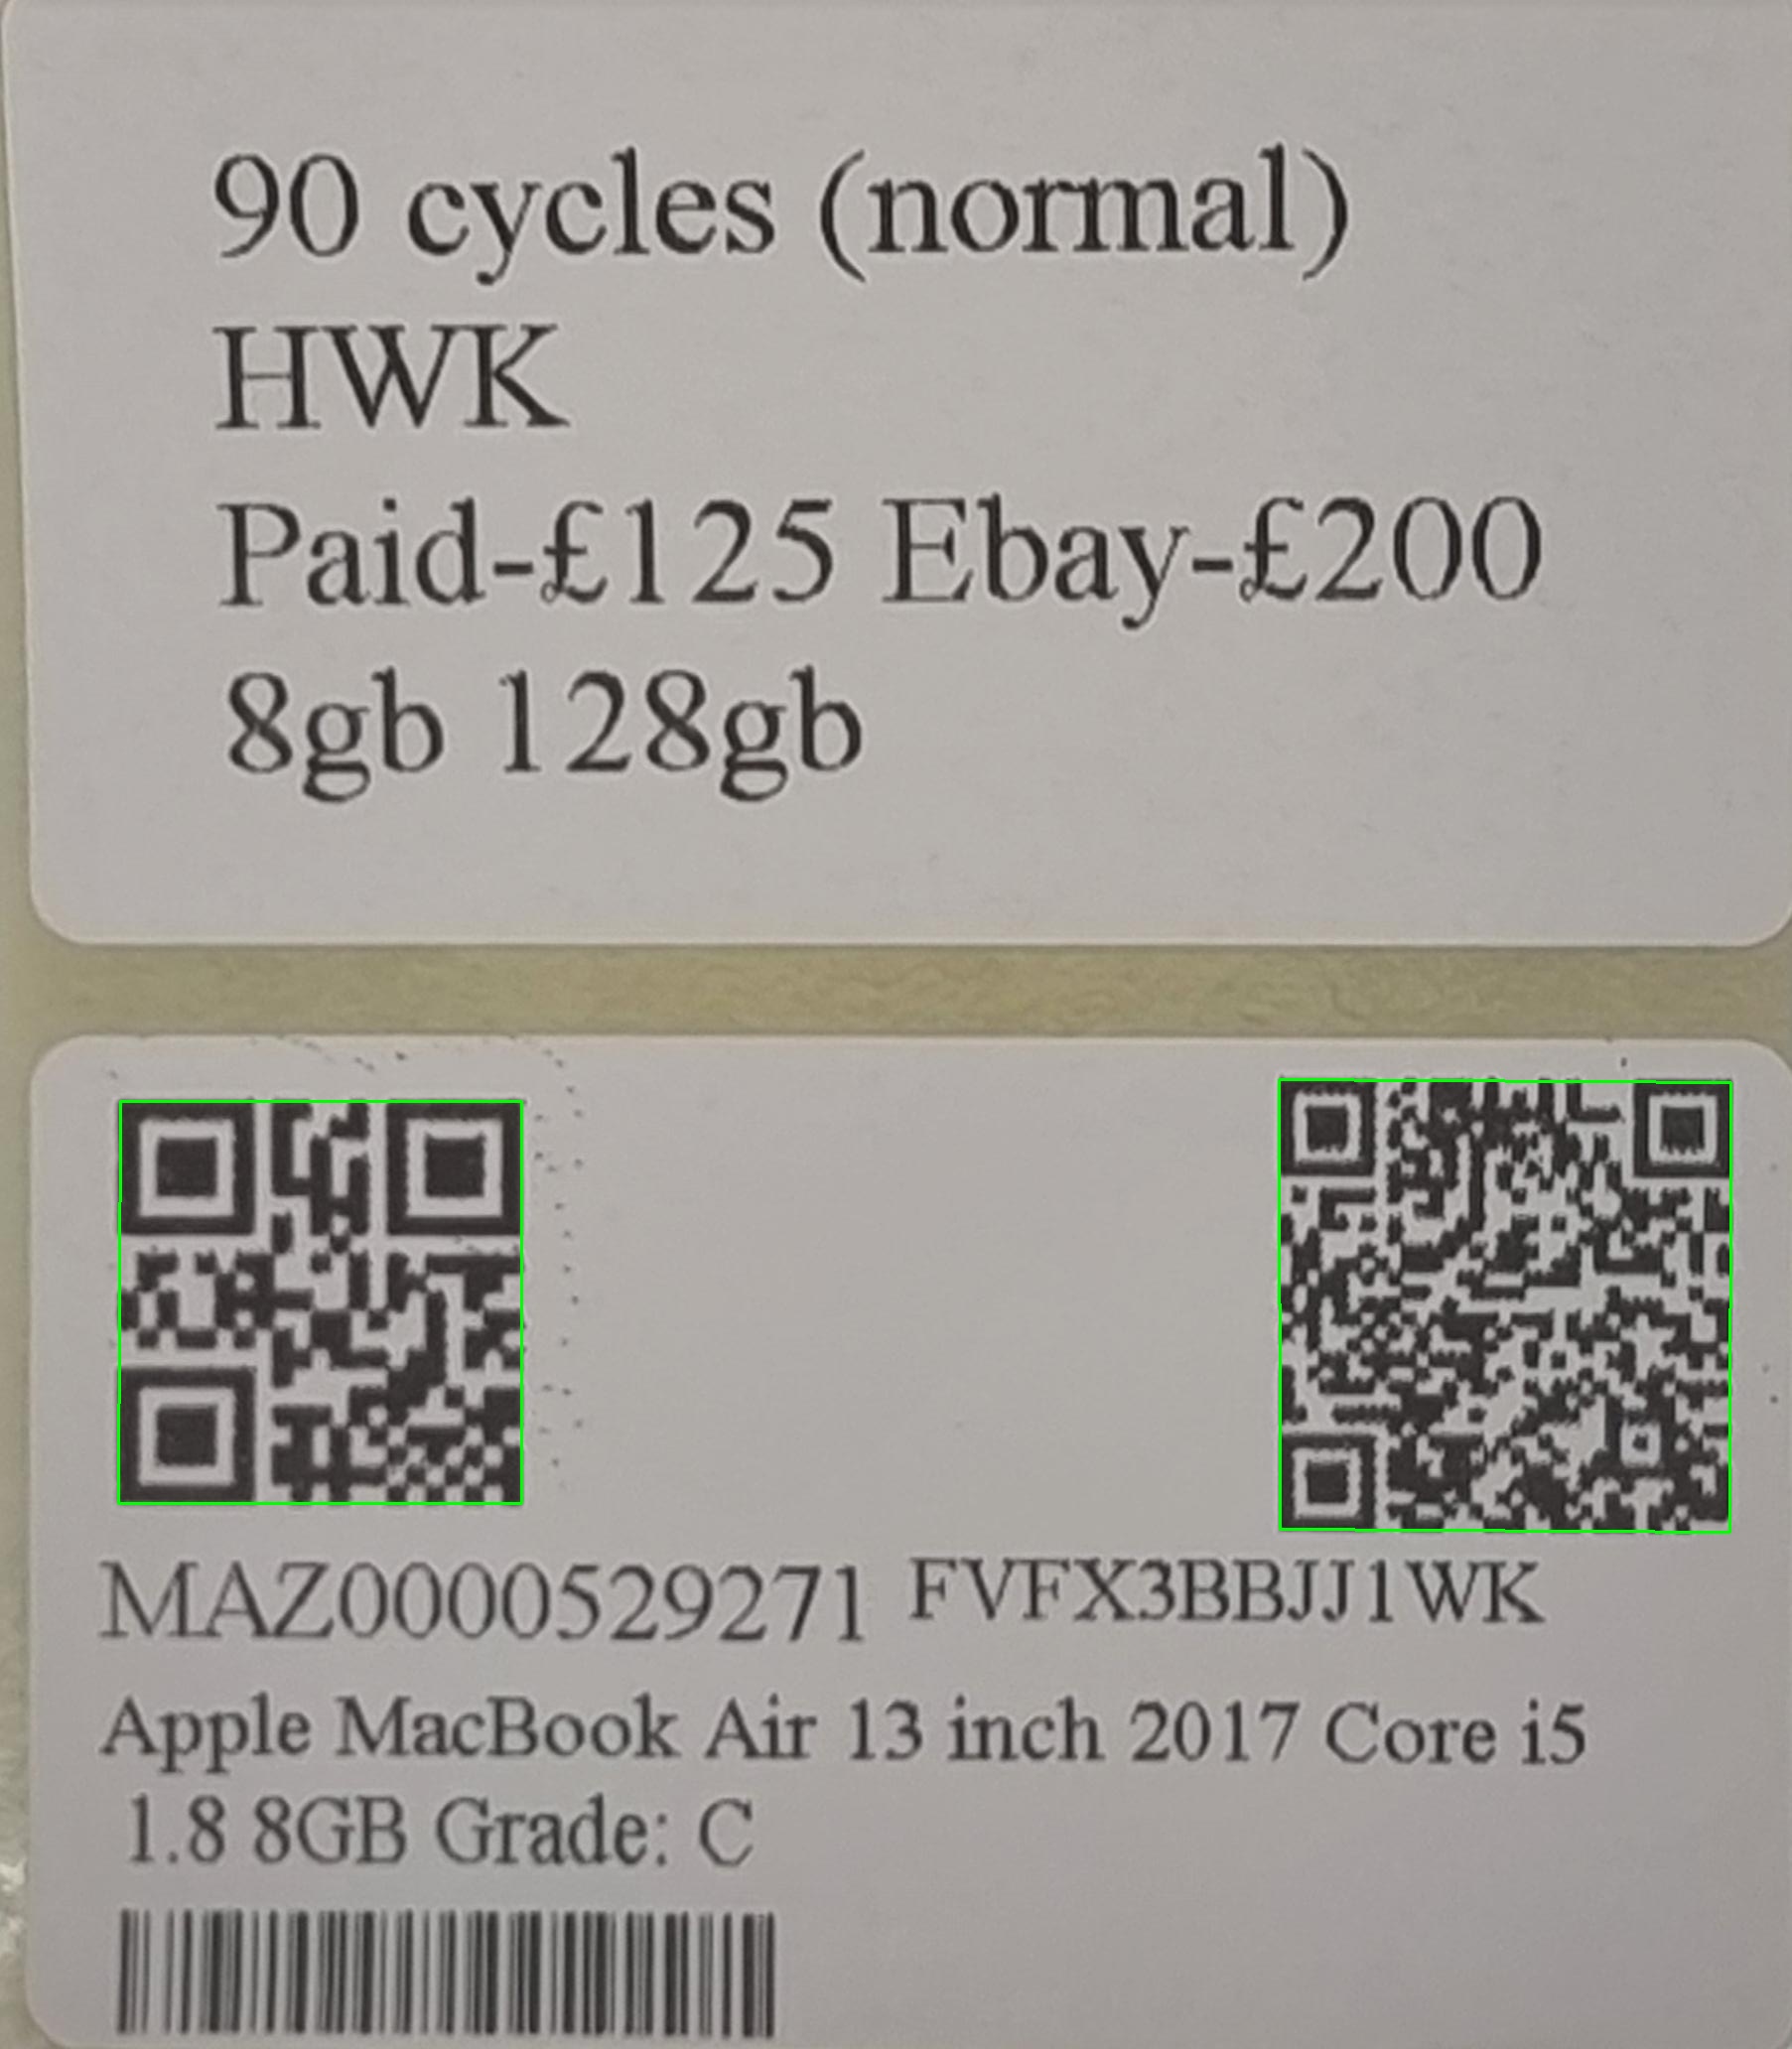 90 cycles (normal)
HWK
Paid-£125 Ebay-£200
8gb 128gb
MAZ0000529271 FVFX3BBJJ1WK
Apple MacBook Air 13 inch 2017 Core i5
1.8 8GB Grade: C